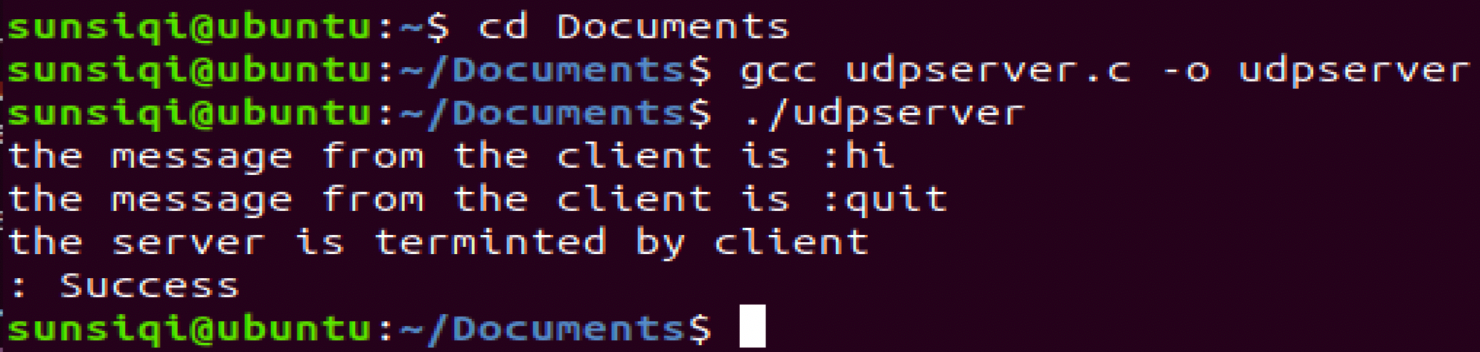 sunsiqi@ubuntu:~$ cd Documents
sunsiqi@ubuntu:~/Documents$ gcc udpserver.c -o udpserver
sunsiqi@ubuntu:~/Documents$ ./udpserver
the message from the client is :hi
the message from the client is :quit
the server is terminted by client
: Success
sunsiqi@ubuntu:~/Documents$